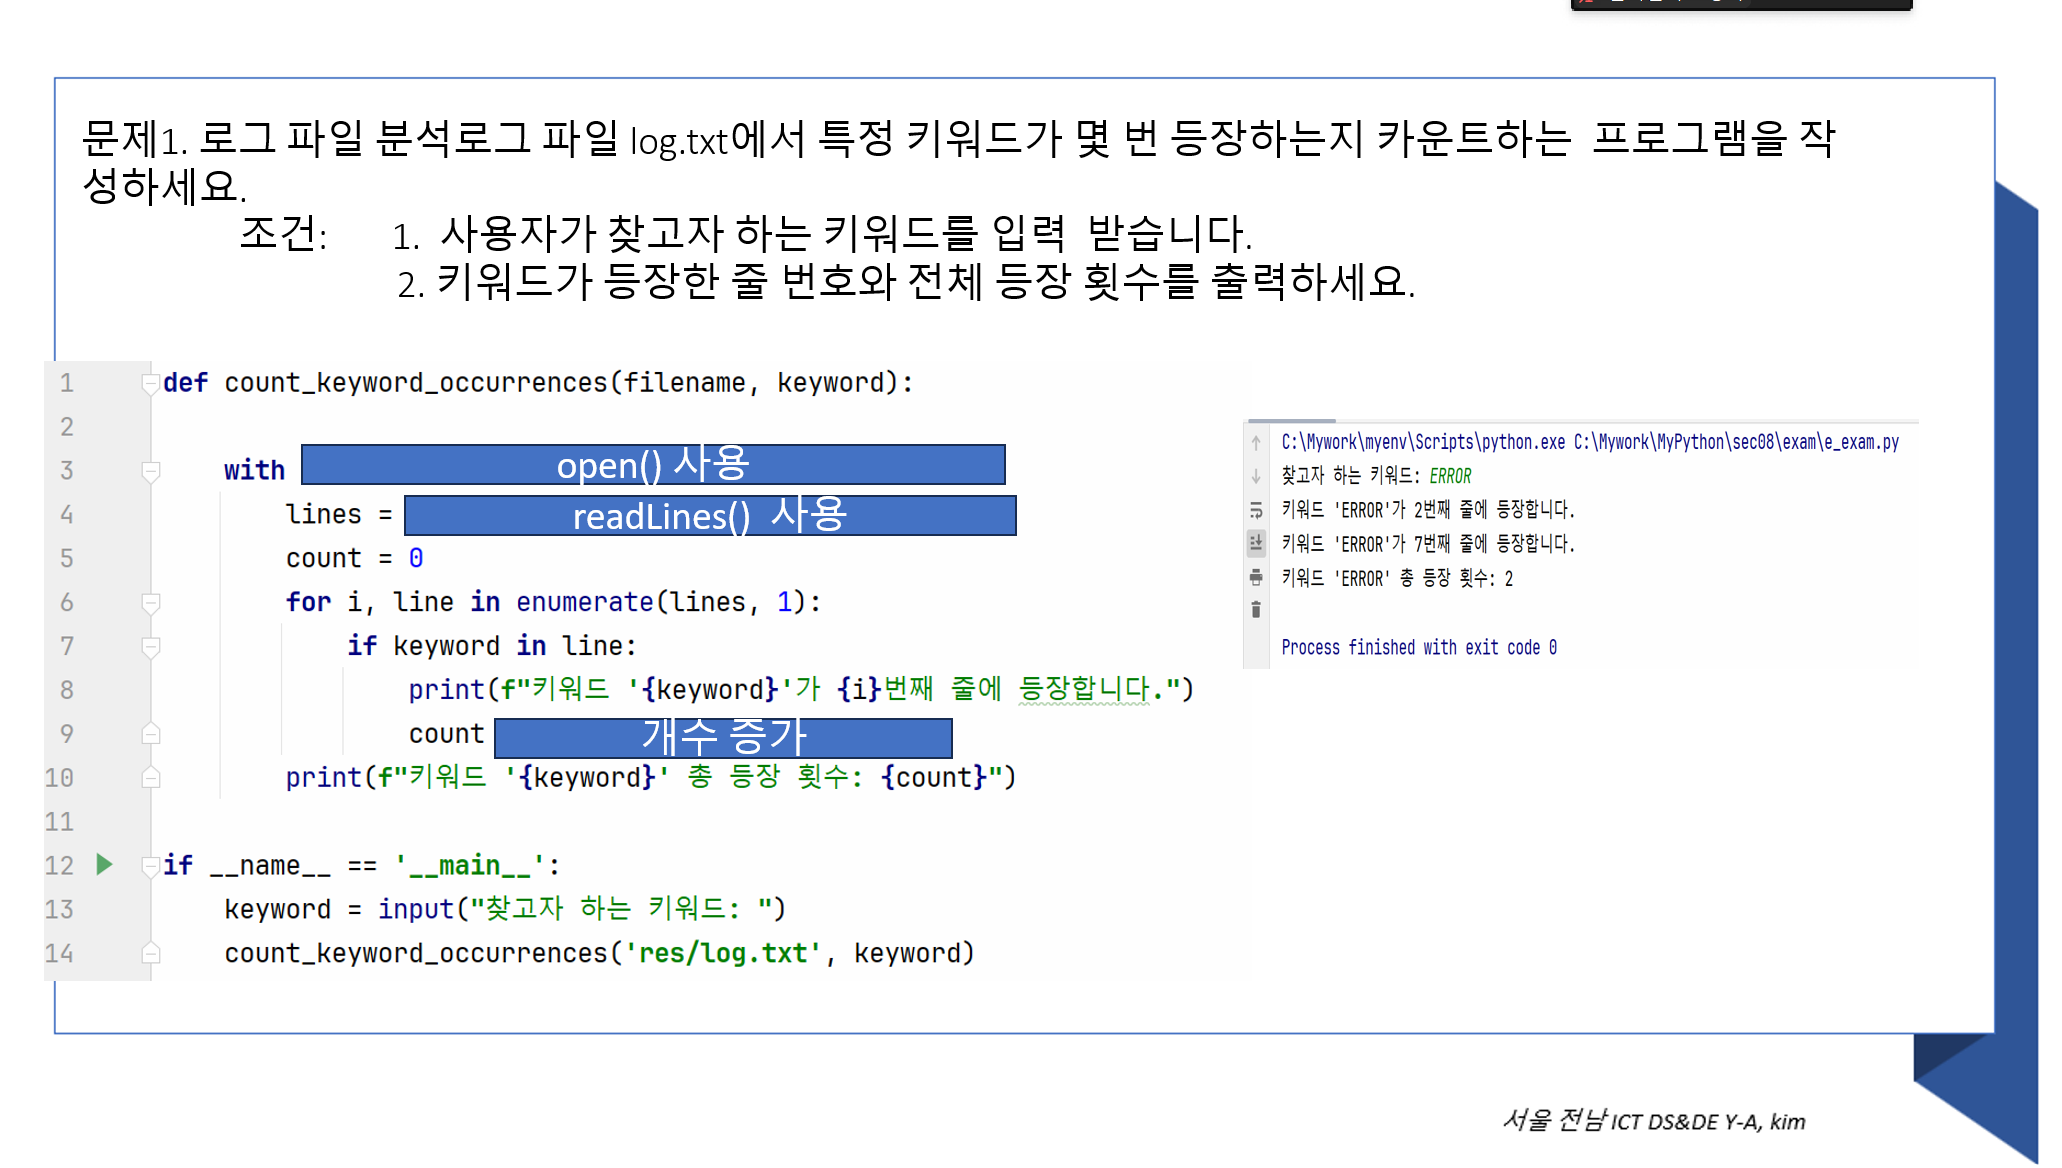 문제1. 로그 파일 분석로그 파일 log.txt에서 특정 키워드가 몇 번 등장하는지 카운트하는  프로그램을 작
성하세요.
조건:      1.  사용자가 찾고자 하는 키워드를 입력  받습니다.
2. 키워드가 등장한 줄 번호와 전체 등장 횟수를 출력하세요.
1 def count_keyword_occurrences(filename, keyword):
2
3     with open() 사용
4         lines = readLines()  사용
5         count = 0
6         for i, line in enumerate(lines, 1):
7             if keyword in line:
8                 print(f"키워드 '{keyword}'가 {i}번째 줄에 등장합니다.")
9                 count 개수 증가
10         print(f"키워드 '{keyword}' 총 등장 횟수: {count}")
11
12 if __name__ == '__main__':
13     keyword = input("찾고자 하는 키워드: ")
14     count_keyword_occurrences('res/log.txt', keyword)
C:\Mywork\myenv\Scripts\python.exe C:\Mywork\MyPython\sec08\exam\e_exam.py
찾고자 하는 키워드: ERROR
키워드 'ERROR'가 2번째 줄에 등장합니다.
키워드 'ERROR'가 7번째 줄에 등장합니다.
키워드 'ERROR' 총 등장 횟수: 2
Process finished with exit code 0
서울 전남 ICT DS&DE Y-A, kim